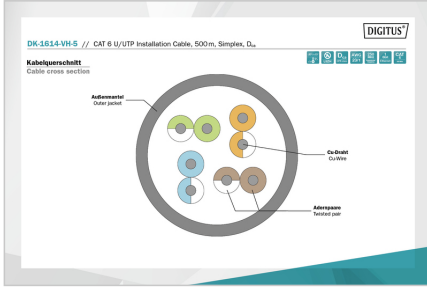 DIGITUS®
DK-1614-VH-5 // CAT 6 U/UTP Installation Cable, 500 m, Simplex, Dca
Kabelquerschnitt
Cable cross section
Außenmantel
Outer jacket
Cu-Draht
Cu-Wire
Adernpaare
Twisted pair